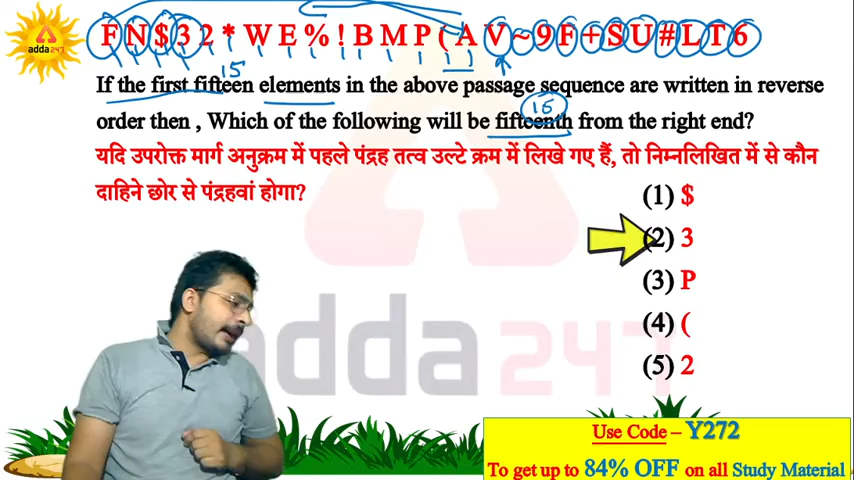 F N $ 3 2 * W E % ! B M P ( A V ~ 9 F + S U # L T 6
adda247
15
If the first fifteen elements in the above passage sequence are written in reverse
15
order then , Which of the following will be fifteenth from the right end?
यदि उपरोक्त मार्ग अनुक्रम में पहले पंद्रह तत्व उल्टे क्रम में लिखे गए हैं, तो निम्नलिखित में से कौन
दाहिने छोर से पंद्रहवां होगा?
(1) $
(2) 3
(3) P
(4) (
(5) 2
adda247
Use Code – Y272
To get up to 84% OFF on all Study Material